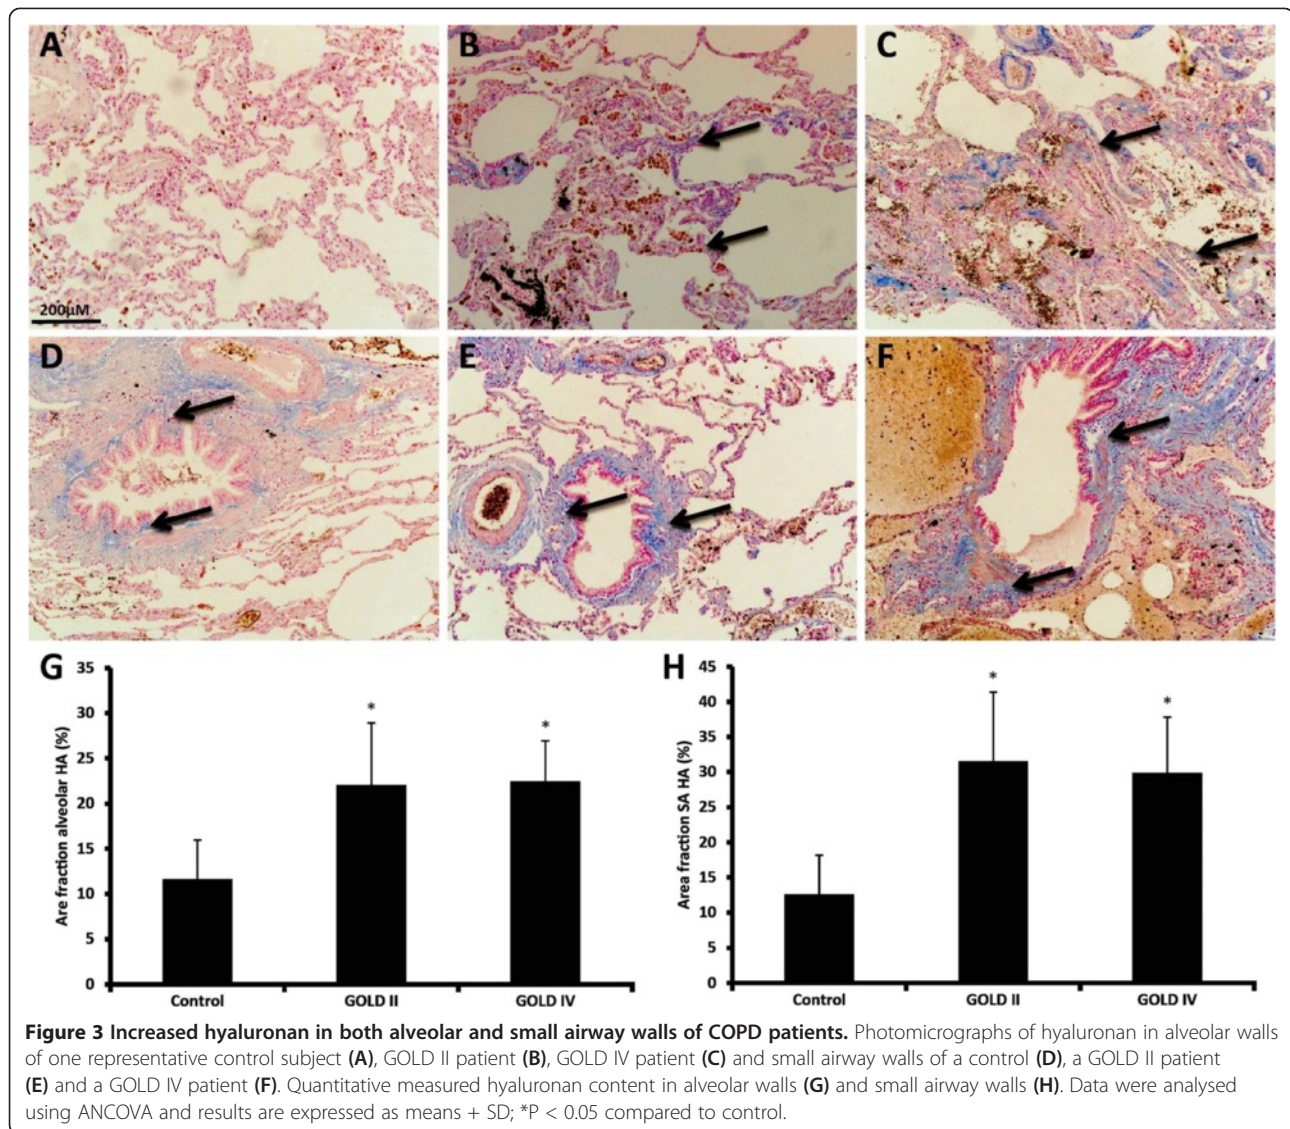 A
B
C
200µM
D
E
F
G
Are fraction alveolar HA (%)
35
30
25
20
15
10
5
0
*
*
Control
GOLD II
GOLD IV
H
Area fraction SA HA (%)
45
40
35
30
25
20
15
10
5
0
*
*
Control
GOLD II
GOLD IV
Figure 3 Increased hyaluronan in both alveolar and small airway walls of COPD patients. Photomicrographs of hyaluronan in alveolar walls
of one representative control subject (A), GOLD II patient (B), GOLD IV patient (C) and small airway walls of a control (D), a GOLD II patient
(E) and a GOLD IV patient (F). Quantitative measured hyaluronan content in alveolar walls (G) and small airway walls (H). Data were analysed
using ANCOVA and results are expressed as means + SD; *P < 0.05 compared to control.